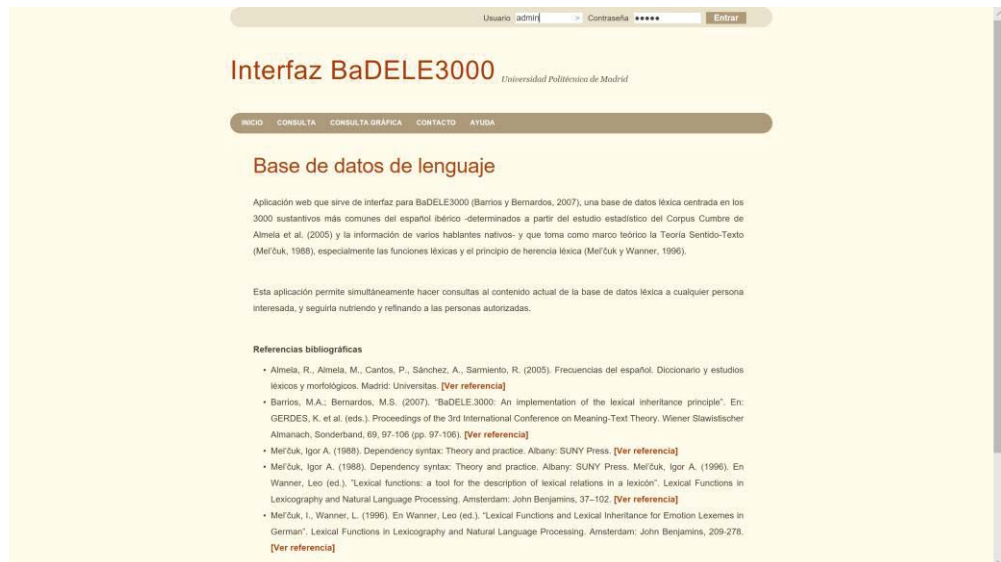 Usuario admin > Contraseña ●●●●● Entrar
Interfaz BaDELE3000 Universidad Politécnica de Madrid
INICIO CONSULTA CONSULTA GRÁFICA CONTACTO AYUDA
Base de datos de lenguaje
Aplicación web que sirve de interfaz para BaDELE3000 (Barrios y Bernardos, 2007), una base de datos léxica centrada en los
3000 sustantivos más comunes del español ibérico -determinados a partir del estudio estadístico del Corpus Cumbre de
Almela et al. (2005) y la información de varios hablantes nativos- y que toma como marco teórico la Teoría Sentido-Texto
(Mel'čuk, 1988), especialmente las funciones léxicas y el principio de herencia léxica (Mel'čuk y Wanner, 1996).
Esta aplicación permite simultáneamente hacer consultas al contenido actual de la base de datos léxica a cualquier persona
interesada, y seguirla nutriendo y refinando a las personas autorizadas.
Referencias bibliográficas
• Almela, R., Almela, M., Cantos, P., Sánchez, A., Sarmiento, R. (2005). Frecuencias del español. Diccionario y estudios
léxicos y morfológicos. Madrid: Universitas. [Ver referencia]
• Barrios, M.A.; Bernardos, M.S. (2007). "BaDELE.3000: An implementation of the lexical inheritance principle". En:
GERDES, K. et al. (eds.). Proceedings of the 3rd International Conference on Meaning-Text Theory. Wiener Slawistischer
Almanach, Sonderband, 69, 97-106 (pp. 97-106). [Ver referencia]
• Mel'čuk, Igor A. (1988). Dependency syntax: Theory and practice. Albany: SUNY Press. [Ver referencia]
• Mel'čuk, Igor A. (1988). Dependency syntax: Theory and practice. Albany: SUNY Press. Mel'čuk, Igor A. (1996). En
Wanner, Leo (ed.). "Lexical functions: a tool for the description of lexical relations in a lexicón". Lexical Functions in
Lexicography and Natural Language Processing. Amsterdam: John Benjamins, 37–102. [Ver referencia]
• Mel'čuk, I., Wanner, L. (1996). En Wanner, Leo (ed.). "Lexical Functions and Lexical Inheritance for Emotion Lexemes in
German". Lexical Functions in Lexicography and Natural Language Processing. Amsterdam: John Benjamins, 209-278.
[Ver referencia]